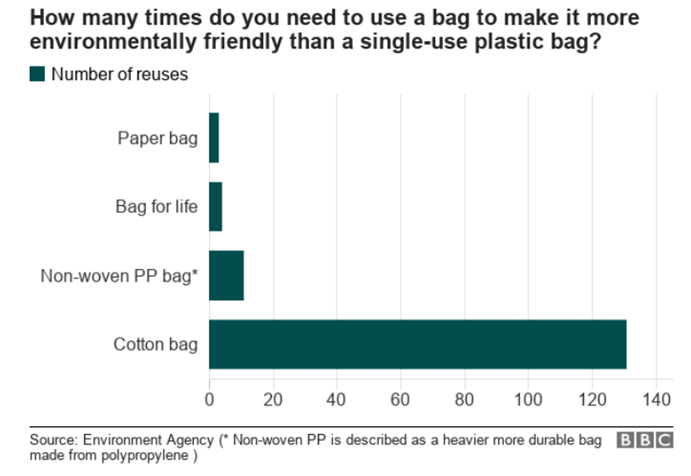 How many times do you need to use a bag to make it more
environmentally friendly than a single-use plastic bag?
Number of reuses
Paper bag
Bag for life
Non-woven PP bag*
Cotton bag
0 20 40 60 80 100 120 140
Source: Environment Agency (* Non-woven PP is described as a heavier more durable bag BBC
made from polypropylene )